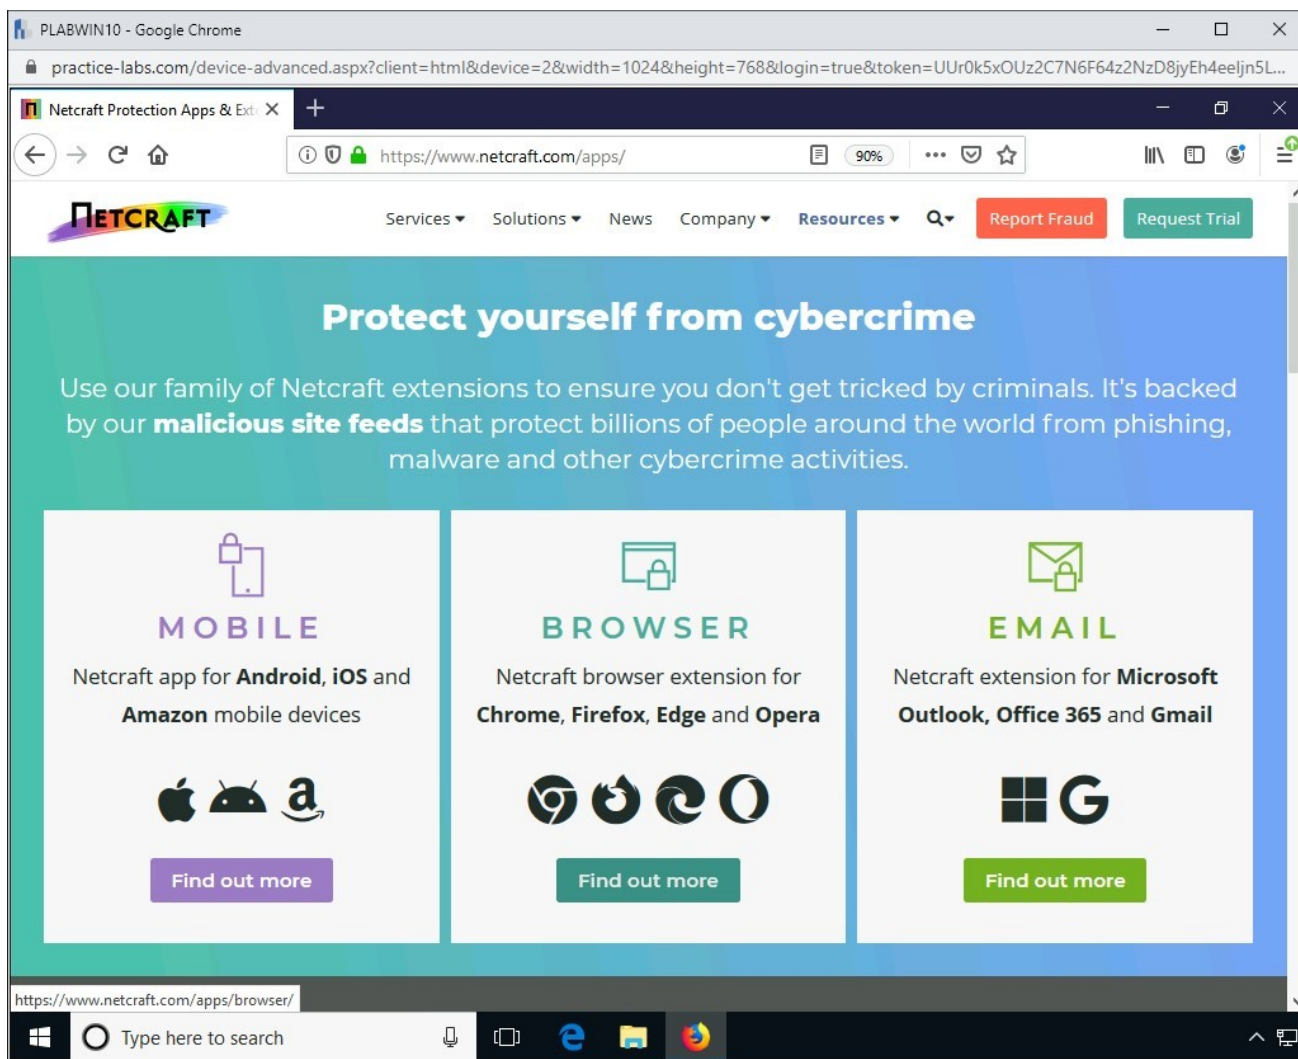 PLABWIN10 - Google Chrome
practice-labs.com/device-advanced.aspx?client=html&device=2&width=1024&height=768&login=true&token=UUr0k5xOUz2C7N6F64z2NzD8jyEh4eeljn5L...
Netcraft Protection Apps & Ext
https://www.netcraft.com/apps/
90%
NETCRAFT
Services
Solutions
News
Company
Resources
Report Fraud
Request Trial
Protect yourself from cybercrime
Use our family of Netcraft extensions to ensure you don't get tricked by criminals. It's backed
by our malicious site feeds that protect billions of people around the world from phishing,
malware and other cybercrime activities.
MOBILE
Netcraft app for Android, iOS and
Amazon mobile devices
Find out more
BROWSER
Netcraft browser extension for
Chrome, Firefox, Edge and Opera
Find out more
EMAIL
Netcraft extension for Microsoft
Outlook, Office 365 and Gmail
Find out more
https://www.netcraft.com/apps/browser/
Type here to search